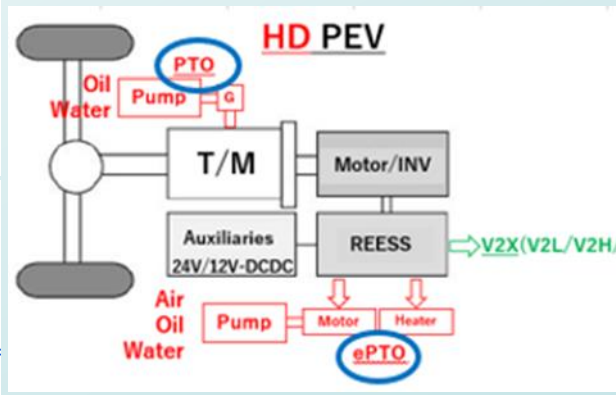 HD PEV
PTO
Oil
Water
Pump
G
T/M
Motor/INV
Auxiliaries
24V/12V-DCDC
REESS
V2X(V2L/V2H/
Air
Oil
Water
Pump
Motor
Heater
ePTO